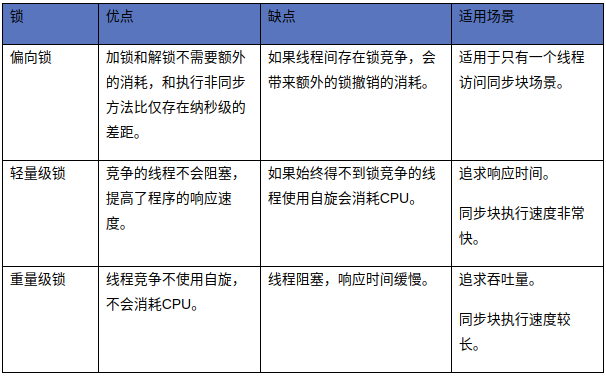 锁
优点
缺点
适用场景
偏向锁
加锁和解锁不需要额外
的消耗，和执行非同步
方法比仅存在纳秒级的
差距。
如果线程间存在锁竞争，会
带来额外的锁撤销的消耗。
适用于只有一个线程
访问同步块场景。
轻量级锁
竞争的线程不会阻塞，
提高了程序的响应速
度。
如果始终得不到锁竞争的线
程使用自旋会消耗CPU。
追求响应时间。
同步块执行速度非常
快。
重量级锁
线程竞争不使用自旋，
不会消耗CPU。
线程阻塞，响应时间缓慢。
追求吞吐量。
同步块执行速度较
长。